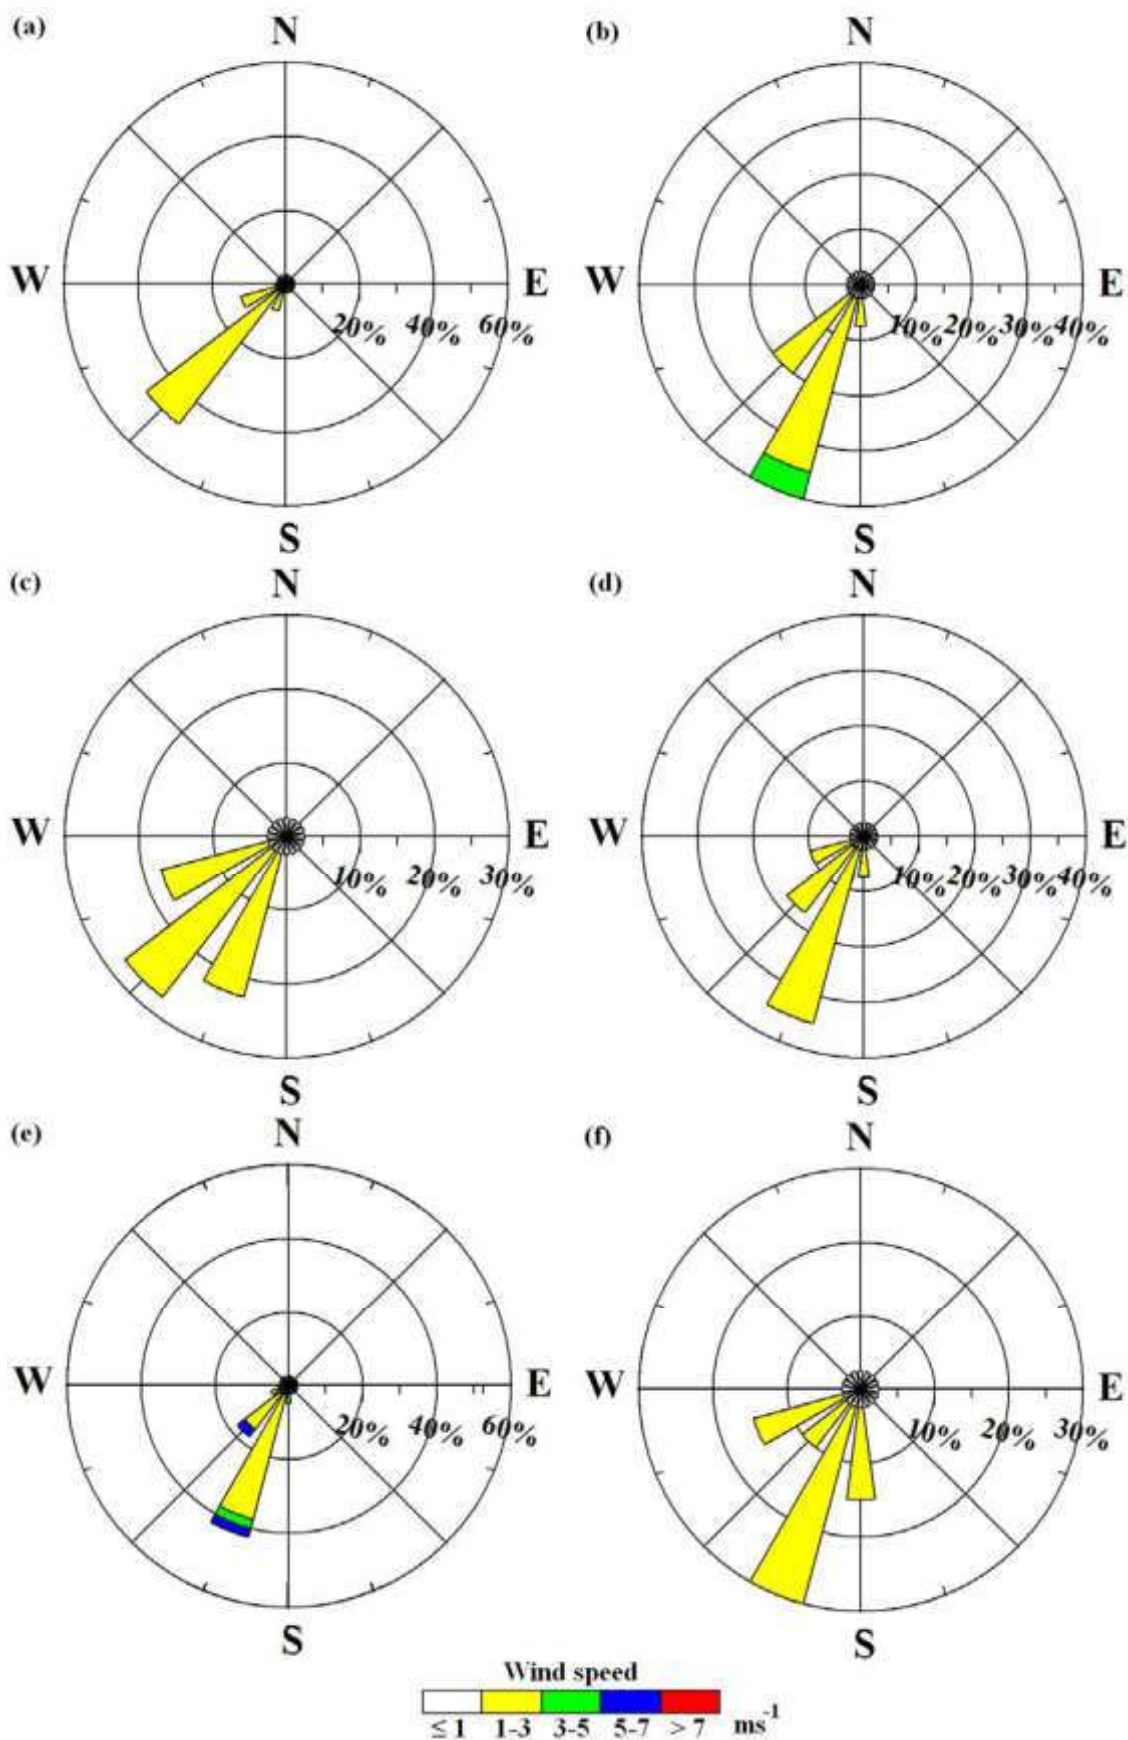 (a) N (b) N
W E W E
20% 40% 60% 10% 20% 30% 40%
S S
(c) N (d) N
W E W E
10% 20% 30% 10% 20% 30% 40%
S S
(e) N (f) N
W E W E
20% 40% 60% 10% 20% 30%
S S
Wind speed
≤ 1 1-3 3-5 5-7 > 7 ms⁻¹